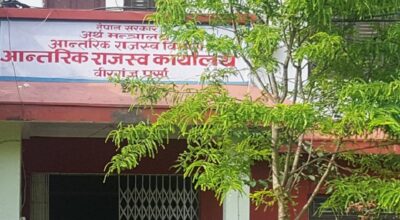 नेपाल सरकार
अर्थ मन्त्रालय
आन्तरिक राजस्व
आन्तरिक राजस्व कार्यालय
वीरगंज, पर्सा